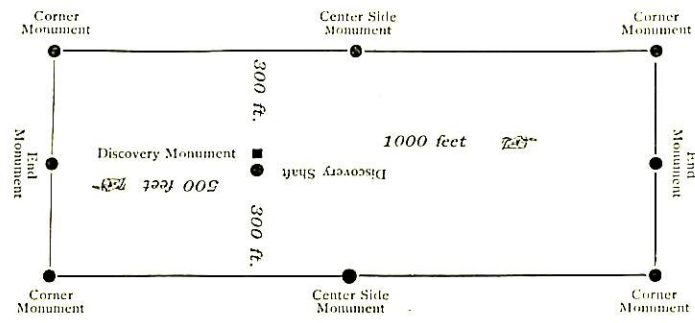 Corner
Monument
Center Side
Monument
Corner
Monument
300 ft.
1000 feet
End
Monument
Discovery Monument
Discovery Shaft
500 feet
End
Monument
300 ft.
Corner
Monument
Center Side
Monument
Corner
Monument